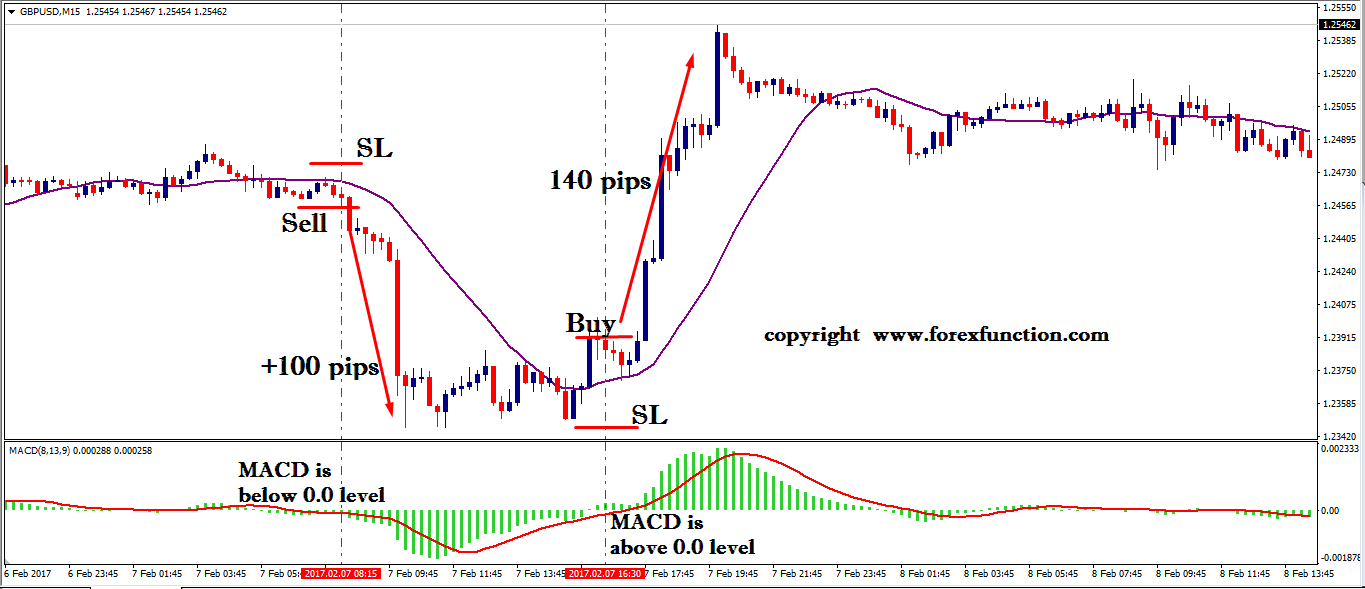 GBPUSD,M15 1.25454 1.25467 1.25454 1.25462
1.25550
1.25462
1.25385
1.25220
1.25055
1.24895
1.24730
1.24565
1.24405
1.24240
1.24075
1.23915
1.23750
1.23585
1.23420
SL
Sell
140 pips
Buy
copyright www.forexfunction.com
+100 pips
SL
MACD(8,13,9) 0.000288 0.000258
0.002333
0.00
-0.001878
MACD is
below 0.0 level
MACD is
above 0.0 level
6 Feb 2017 6 Feb 23:45 7 Feb 01:45 7 Feb 03:45 7 Feb 05: 2017.02.07 08:15 7 Feb 09:45 7 Feb 11:45 7 Feb 13:45 2017.02.07 16:30 7 Feb 17:45 7 Feb 19:45 7 Feb 21:45 7 Feb 23:45 8 Feb 01:45 8 Feb 03:45 8 Feb 05:45 8 Feb 07:45 8 Feb 09:45 8 Feb 11:45 8 Feb 13:45